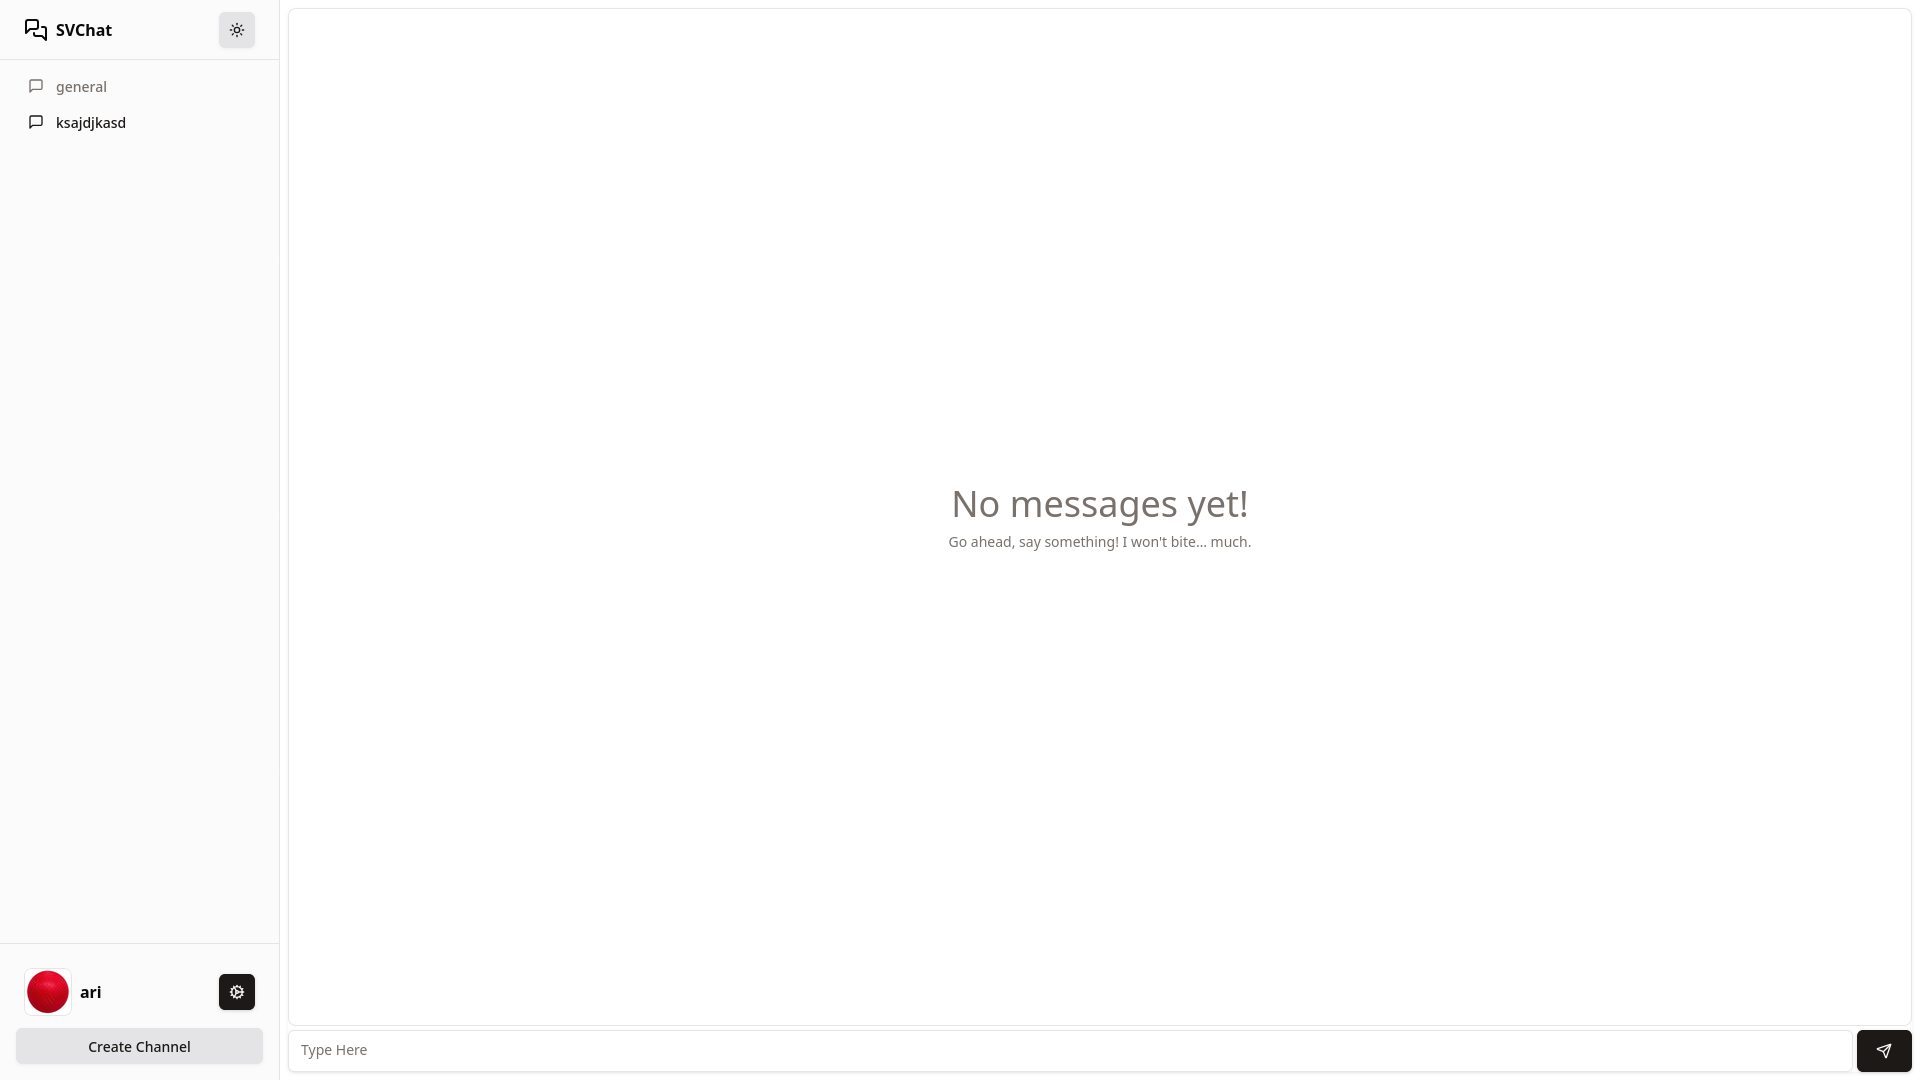 SVChat
general
ksajdjkasd
No messages yet!
Go ahead, say something! I won't bite... much.
ari
Create Channel
Type Here